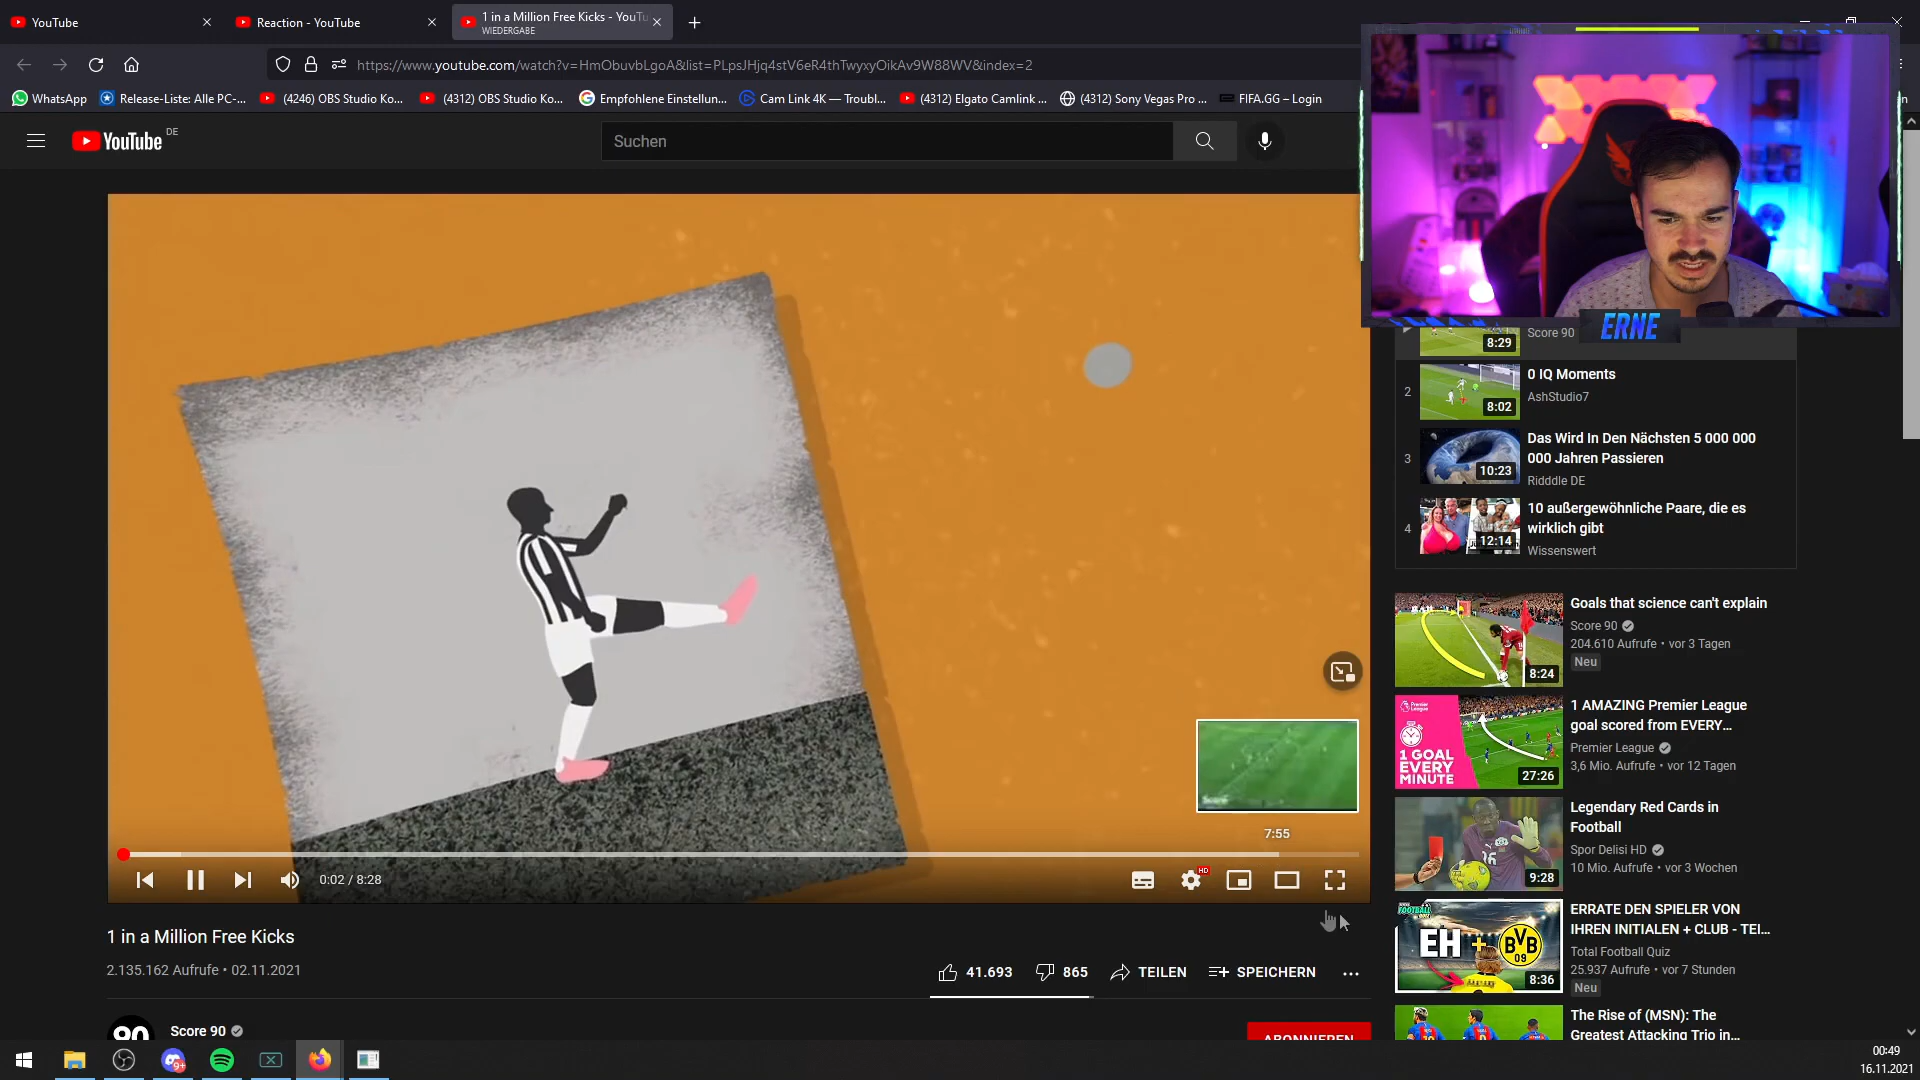 YouTube
Reaction - YouTube
1 in a Million Free Kicks - YouTu
WIEDERGABE
https://www.youtube.com/watch?v=HmObuvbLgoA&list=PLpsJHjq4stV6eR4thTwyxyOikAv9W88WV&index=2
WhatsApp
Release-Liste: Alle PC-...
(4246) OBS Studio Ko...
(4312) OBS Studio Ko...
Empfohlene Einstellun...
Cam Link 4K — Troubl...
(4312) Elgato Camlink ...
(4312) Sony Vegas Pro ...
FIFA.GG – Login
YouTube DE
Suchen
ERNE
Score 90
8:29
2
0 IQ Moments
AshStudio7
8:02
3
Das Wird In Den Nächsten 5 000 000
000 Jahren Passieren
Ridddle DE
10:23
4
10 außergewöhnliche Paare, die es
wirklich gibt
Wissenswert
12:14
Goals that science can't explain
Score 90
204.610 Aufrufe • vor 3 Tagen
Neu
8:24
1 AMAZING Premier League
goal scored from EVERY...
Premier League
3,6 Mio. Aufrufe • vor 12 Tagen
Premier League
1 GOAL
EVERY
MINUTE
27:26
Legendary Red Cards in
Football
Spor Delisi HD
10 Mio. Aufrufe • vor 3 Wochen
9:28
ERRATE DEN SPIELER VON
IHREN INITIALEN + CLUB - TEI...
Total Football Quiz
25.937 Aufrufe • vor 7 Stunden
Neu
FOOTBALL
EH + BVB 09
8:36
The Rise of (MSN): The
Greatest Attacking Trio in...
7:55
0:02 / 8:28
HD
1 in a Million Free Kicks
2.135.162 Aufrufe • 02.11.2021
41.693
865
TEILEN
SPEICHERN
90
Score 90
ABONNIEREN
9+
00:49
16.11.2021